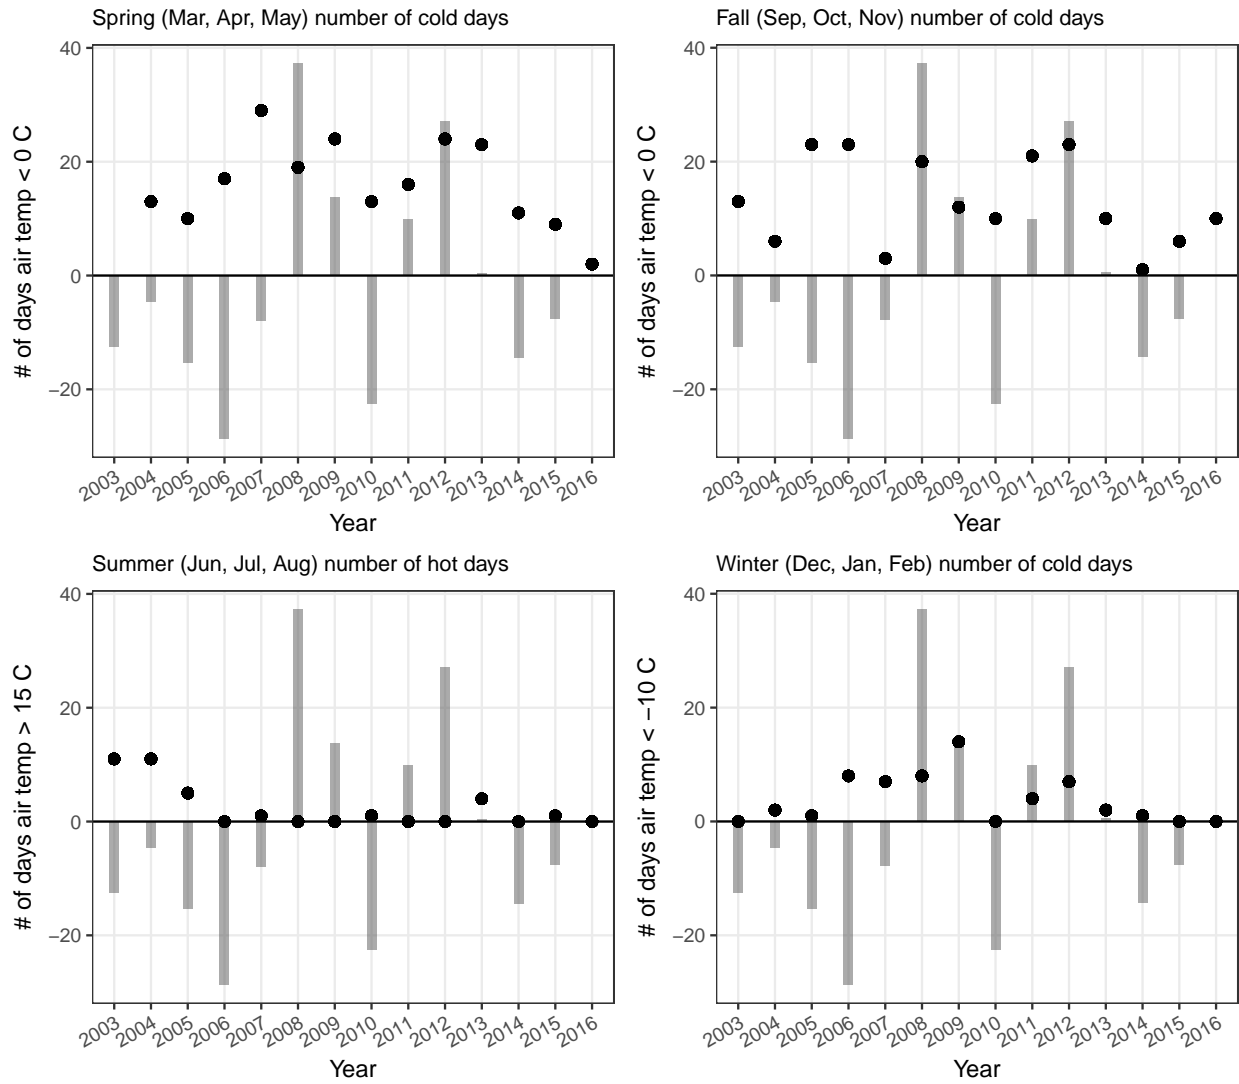 Spring (Mar, Apr, May) number of cold days
40
20
0
−20
# of days air temp < 0 C
2003 2004 2005 2006 2007 2008 2009 2010 2011 2012 2013 2014 2015 2016
Year
Fall (Sep, Oct, Nov) number of cold days
40
20
0
−20
# of days air temp < 0 C
2003 2004 2005 2006 2007 2008 2009 2010 2011 2012 2013 2014 2015 2016
Year
Summer (Jun, Jul, Aug) number of hot days
40
20
0
−20
# of days air temp > 15 C
2003 2004 2005 2006 2007 2008 2009 2010 2011 2012 2013 2014 2015 2016
Year
Winter (Dec, Jan, Feb) number of cold days
40
20
0
−20
# of days air temp < −10 C
2003 2004 2005 2006 2007 2008 2009 2010 2011 2012 2013 2014 2015 2016
Year